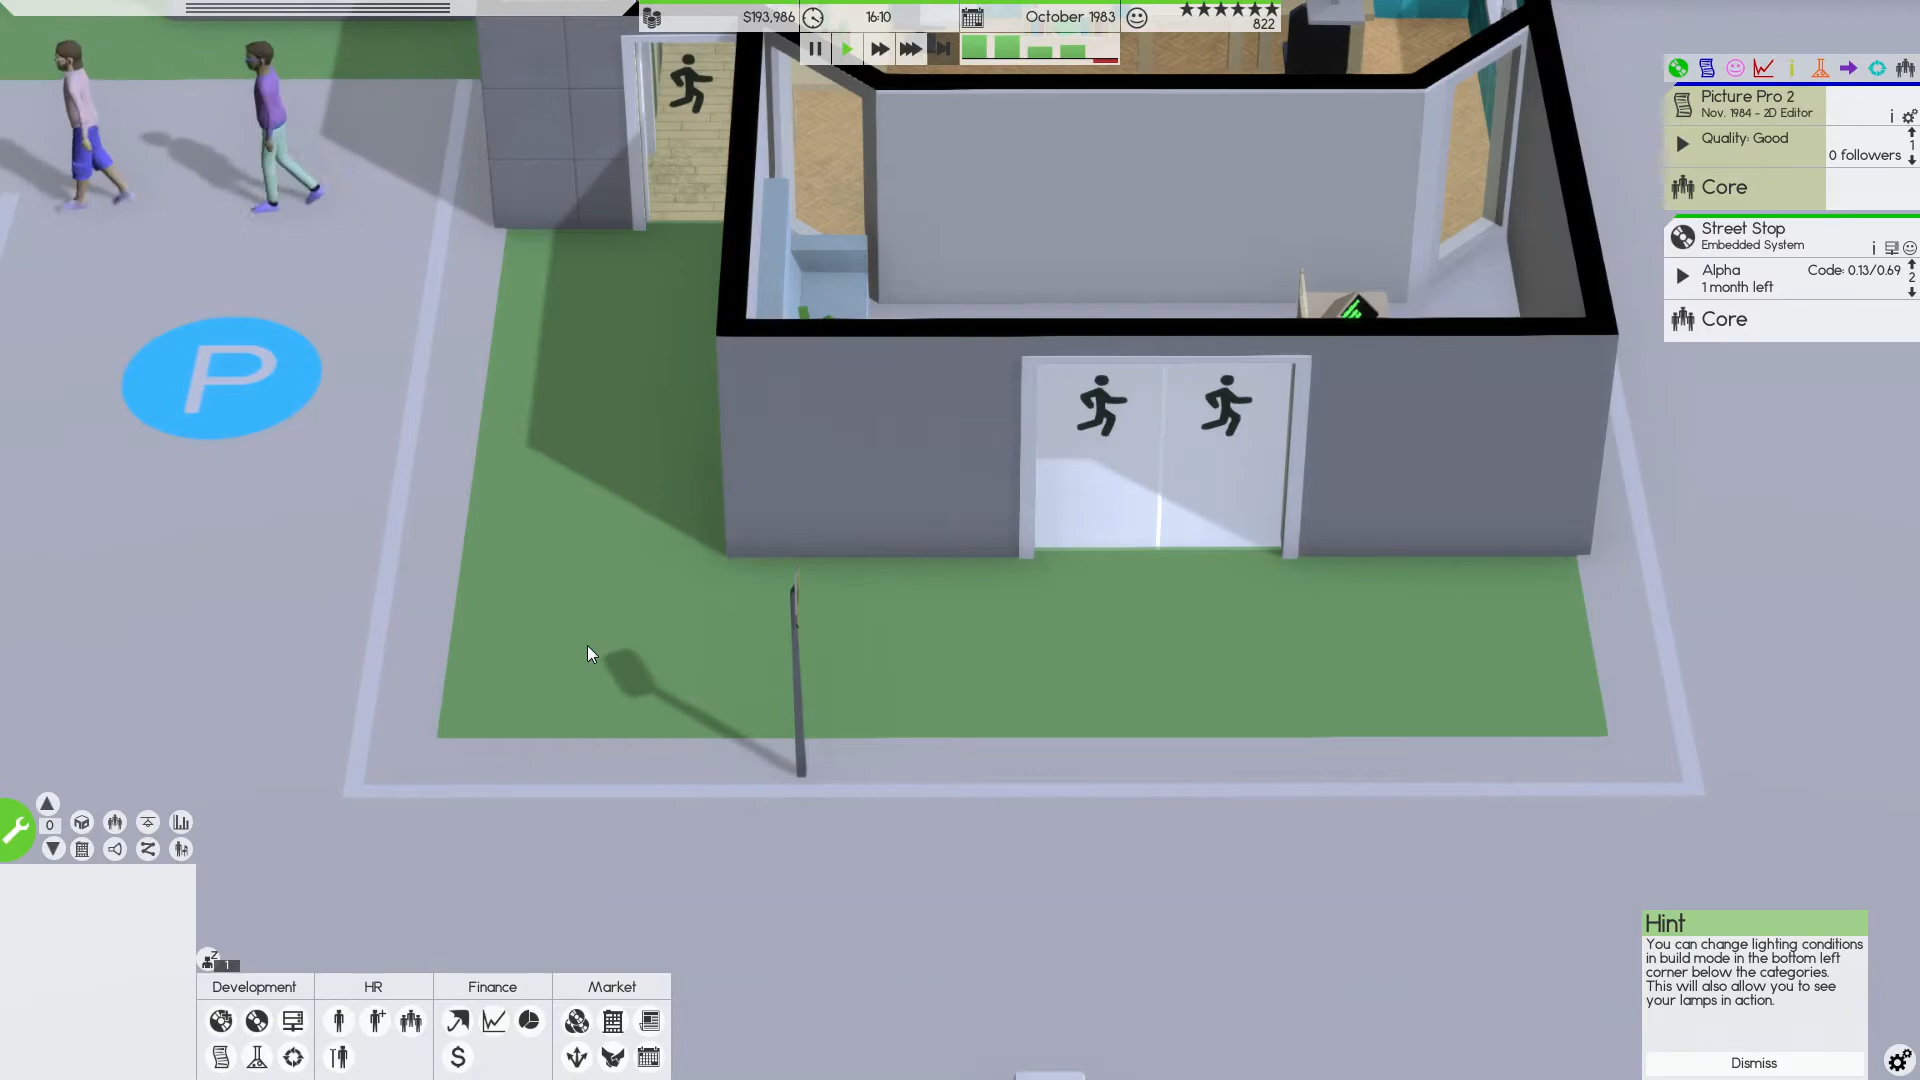 $193,986
16:10
October 1983
822
Picture Pro 2
Nov. 1984 - 2D Editor
i
Quality: Good
1
0 followers
Core
Street Stop
Embedded System
i
Alpha
Code: 0.13/0.69
2
1 month left
Core
P
0
z
1
Development
HR
Finance
Market
$
Hint
You can change lighting conditions
in build mode in the bottom left
corner below the categories.
This will also allow you to see
your lamps in action.
Dismiss